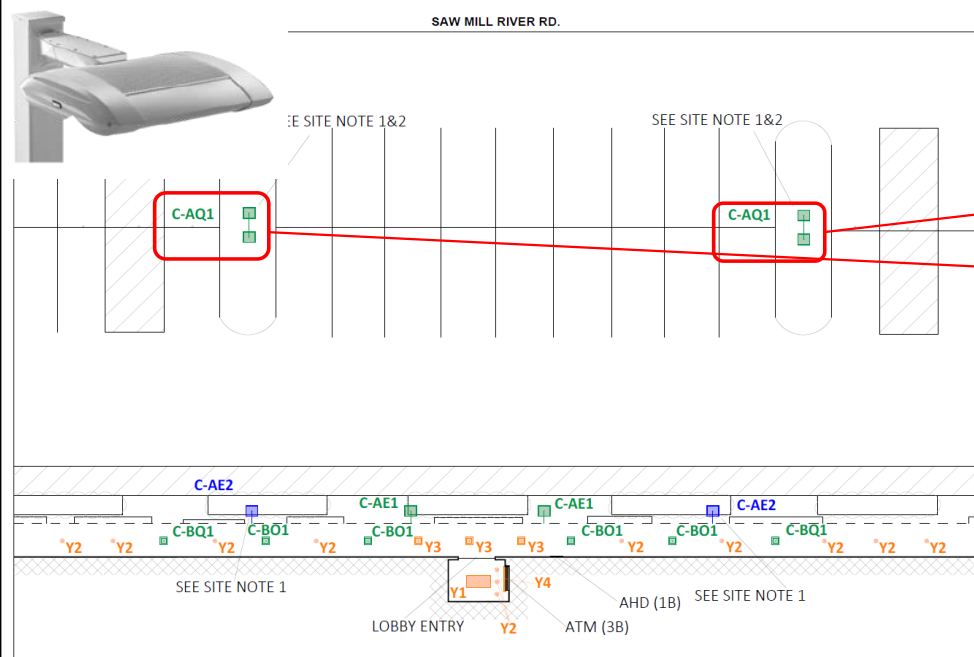 SAW MILL RIVER RD.
EE SITE NOTE 1&2
SEE SITE NOTE 1&2
C-AQ1
C-AQ1
C-AE2
C-AE1
C-AE1
C-AE2
C-BQ1
C-BO1
C-BO1
C-BO1
C-BO1
C-BQ1
Y2
Y2
Y2
Y2
Y3
Y3
Y3
Y2
Y2
Y2
Y2
Y2
SEE SITE NOTE 1
Y1
Y4
SEE SITE NOTE 1
AHD (1B)
LOBBY ENTRY
Y2
ATM (3B)